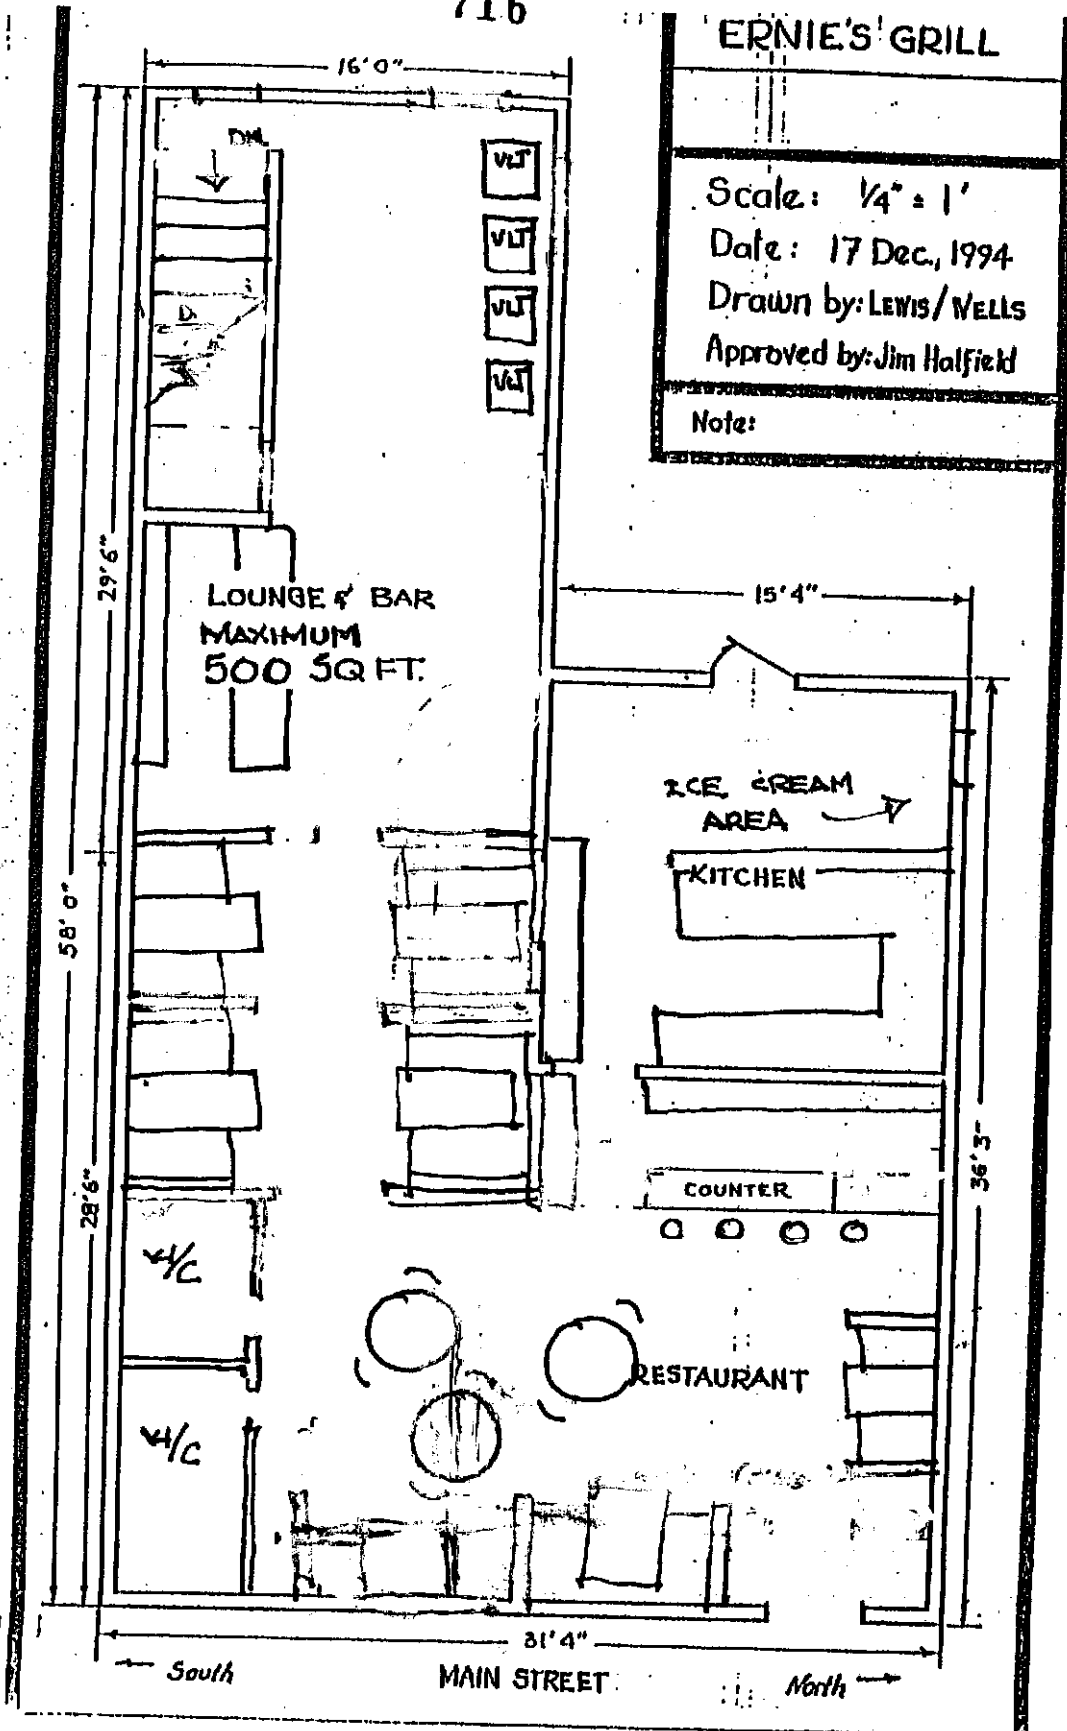 716
ERNIE'S GRILL
Scale: 1/4" = 1'
Date: 17 Dec., 1994
Drawn by: LEWIS/WELLS
Approved by: Jim Halfield
Note:
16'0"
DN.
VLT
VLT
VLT
VLT
D.
29'6"
58'0"
28'6"
LOUNGE & BAR
MAXIMUM
500 SQ FT.
15'4"
ICE CREAM
AREA
KITCHEN
36'3"
COUNTER
W/C
W/C
RESTAURANT
31'4"
← South
MAIN STREET
North →